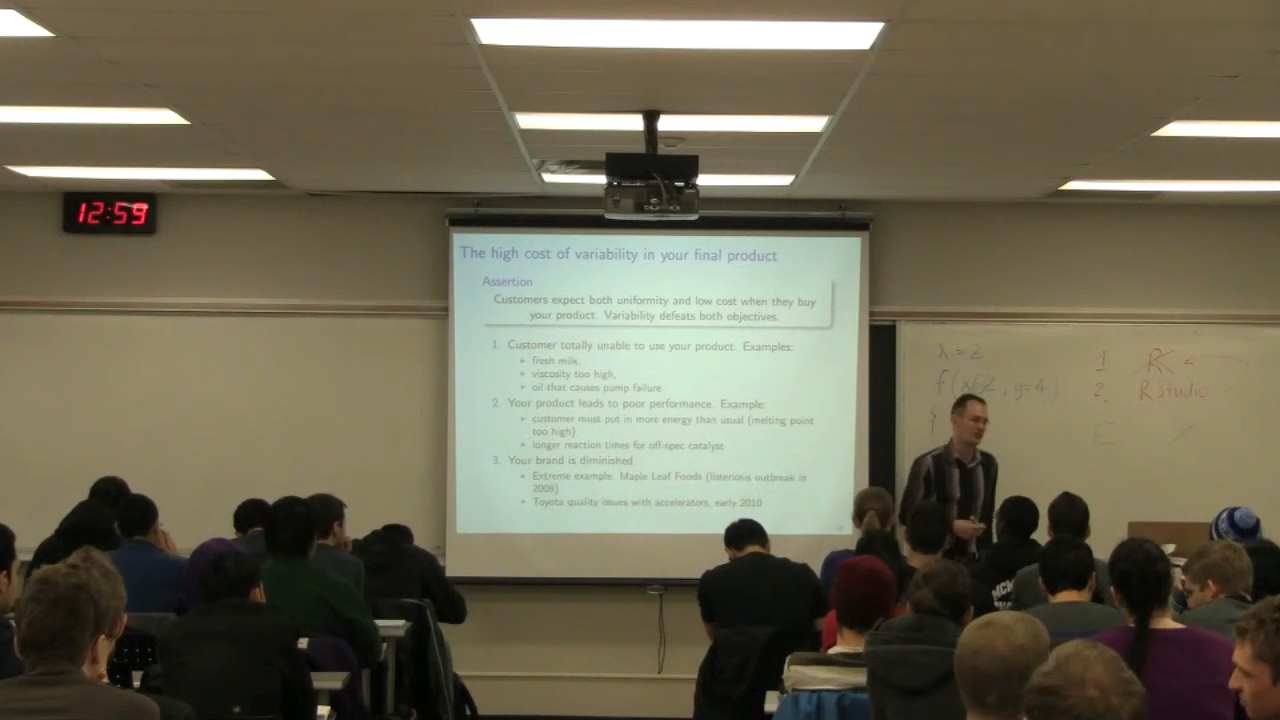 12:59
The high cost of variability in your final product
Assertion
Customers expect both uniformity and low cost when they buy
your product. Variability defeats both objectives.
1. Customer totally unable to use your product. Examples:
▸ fresh milk,
▸ viscosity too high,
▸ oil that causes pump failure
2. Your product leads to poor performance. Example:
▸ customer must put in more energy than usual (melting point
too high)
▸ longer reaction times for off-spec catalyst
3. Your brand is diminished
▸ Extreme example: Maple Leaf Foods (listeriosis outbreak in
2008)
▸ Toyota quality issues with accelerators, early 2010
x=2
y=4)
1 R
2, RStudio
E